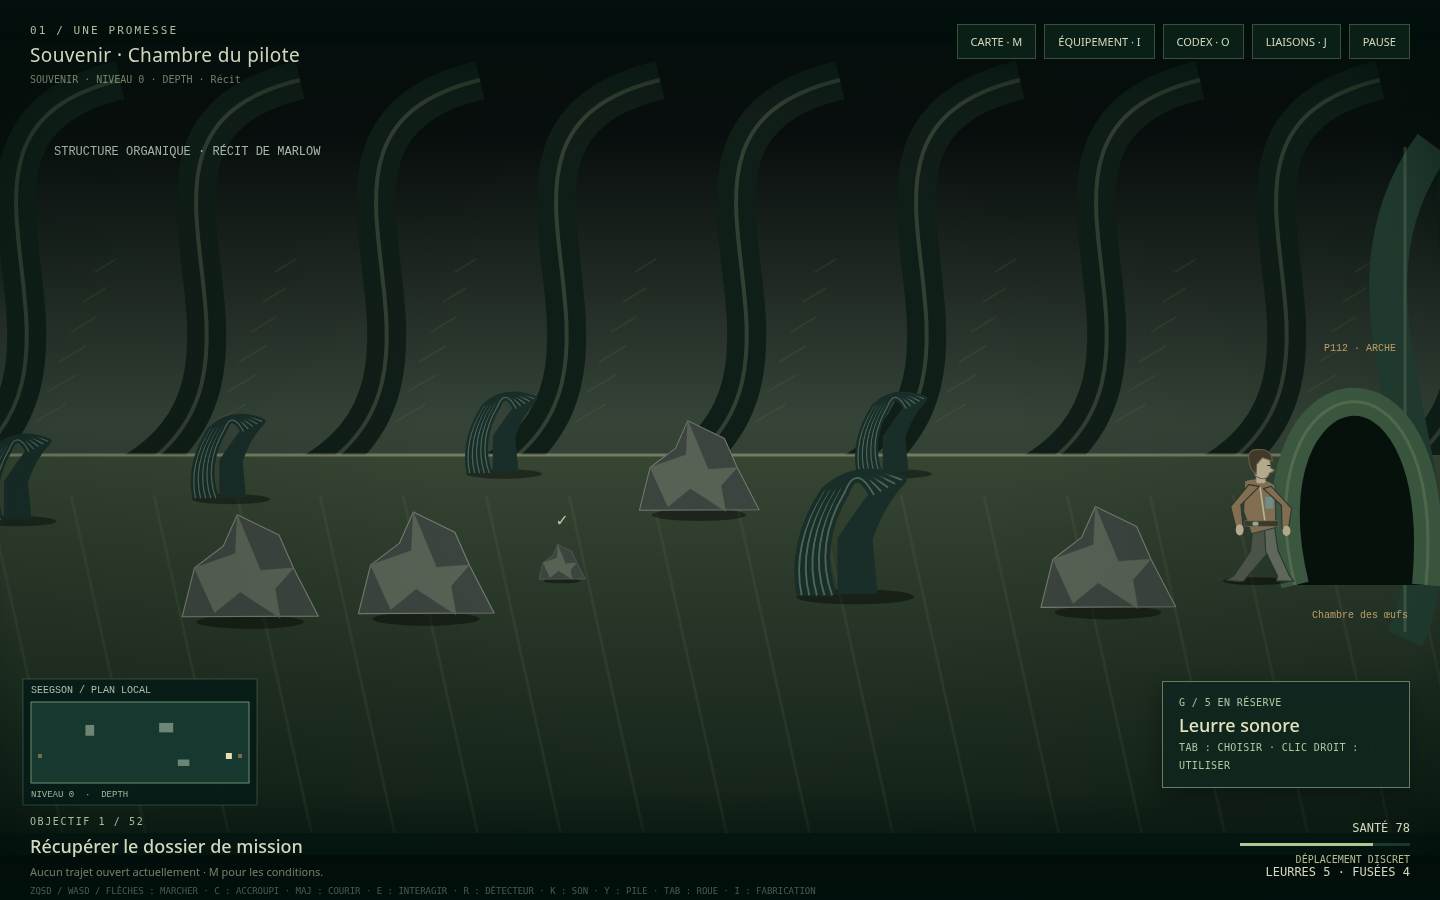 01 / UNE PROMESSE
Souvenir · Chambre du pilote
SOUVENIR · NIVEAU 0 · DEPTH · Récit
CARTE · M
ÉQUIPEMENT · I
CODEX · O
LIAISONS · J
PAUSE
STRUCTURE ORGANIQUE · RÉCIT DE MARLOW
P112 · ARCHE
✓
Chambre des œufs
SEEGSON / PLAN LOCAL
NIVEAU 0 · DEPTH
G / 5 EN RÉSERVE
Leurre sonore
TAB : CHOISIR · CLIC DROIT :
UTILISER
OBJECTIF 1 / 52
Récupérer le dossier de mission
Aucun trajet ouvert actuellement · M pour les conditions.
ZQSD / WASD / FLÈCHES : MARCHER · C : ACCROUPI · MAJ : COURIR · E : INTERAGIR · R : DÉTECTEUR · K : SON · Y : PILE · TAB : ROUE · I : FABRICATION
SANTÉ 78
DÉPLACEMENT DISCRET
LEURRES 5 · FUSÉES 4